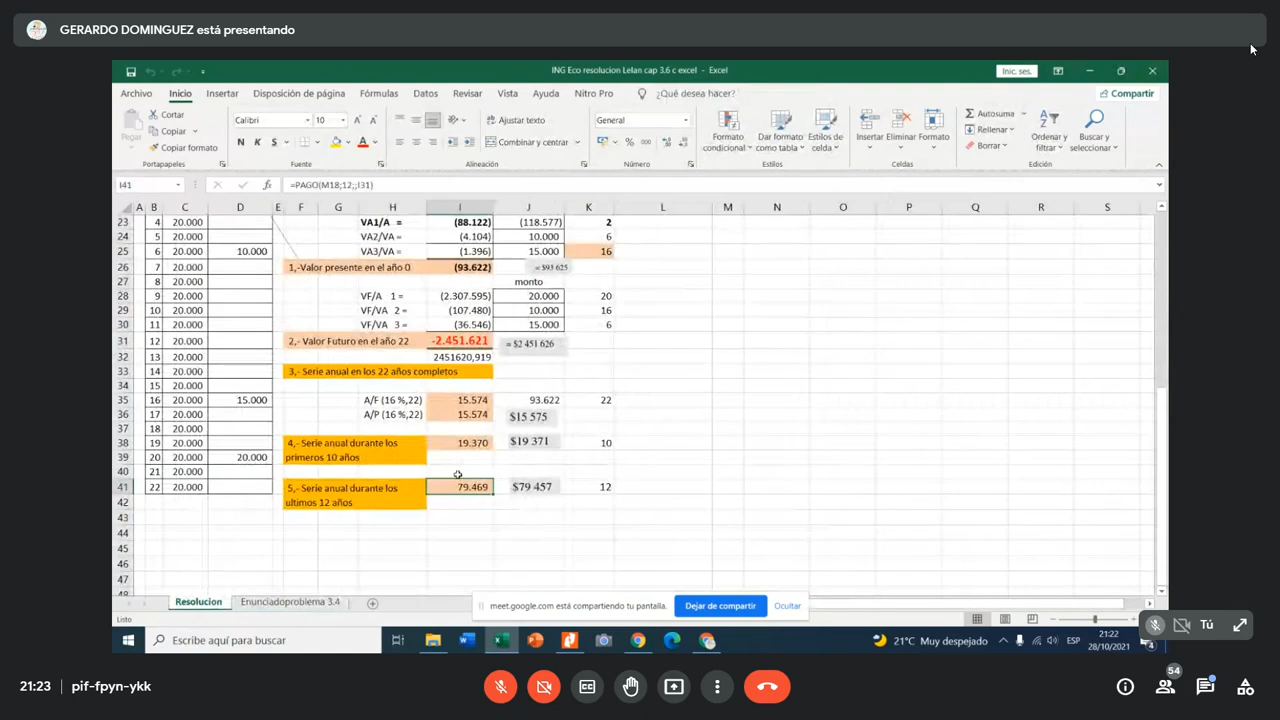 GERARDO DOMINGUEZ está presentando
ING Eco resolucion Lelan cap 3.6 c excel - Excel
Inic. ses.
Archivo Inicio Insertar Disposición de página Fórmulas Datos Revisar Vista Ayuda Nitro Pro ¿Qué desea hacer? Compartir
Pegar
Cortar
Copiar
Copiar formato
Calibri 10
N K S
Ajustar texto
Combinar y centrar
General
% 000
Formato condicional
Dar formato como tabla
Estilos de celda
Insertar Eliminar Formato
Autosuma
Rellenar
Borrar
Ordenar y filtrar
Buscar y seleccionar
Portapapeles Fuente Alineación Número Estilos Celdas Edición
I41 fx =PAGO(M18;12;;I31)
A B C D E F G H I J K L M N O P Q R S
23 4 20.000 VA1/A = (88.122) (118.577) 2
24 5 20.000 VA2/VA = (4.104) 10.000 6
25 6 20.000 10.000 VA3/VA = (1.396) 15.000 16
26 7 20.000 1,-Valor presente en el año 0 (93.622) = $93 625
27 8 20.000 monto
28 9 20.000 VF/A 1 = (2.307.595) 20.000 20
29 10 20.000 VF/VA 2 = (107.480) 10.000 16
30 11 20.000 VF/VA 3 = (36.546) 15.000 6
31 12 20.000 2,- Valor Futuro en el año 22 -2.451.621 = $2 451 626
32 13 20.000 2451620,919
33 14 20.000 3,- Serie anual en los 22 años completos
34 15 20.000
35 16 20.000 15.000 A/F (16 %,22) 15.574 93.622 22
36 17 20.000 A/P (16 %,22) 15.574 $15 575
37 18 20.000
38 19 20.000 4,- Serie anual durante los 19.370 $19 371 10
39 20 20.000 20.000 primeros 10 años
40 21 20.000
41 22 20.000 5,- Serie anual durante los 79.469 $79 457 12
42 ultimos 12 años
43
44
45
46
47
48
Resolucion Enunciadoproblema 3.4
meet.google.com está compartiendo tu pantalla. Dejar de compartir Ocultar
Listo
Tú
Escribe aquí para buscar
21°C Muy despejado ESP
21:22
28/10/2021
4
21:23 | pif-fpyn-ykk
54